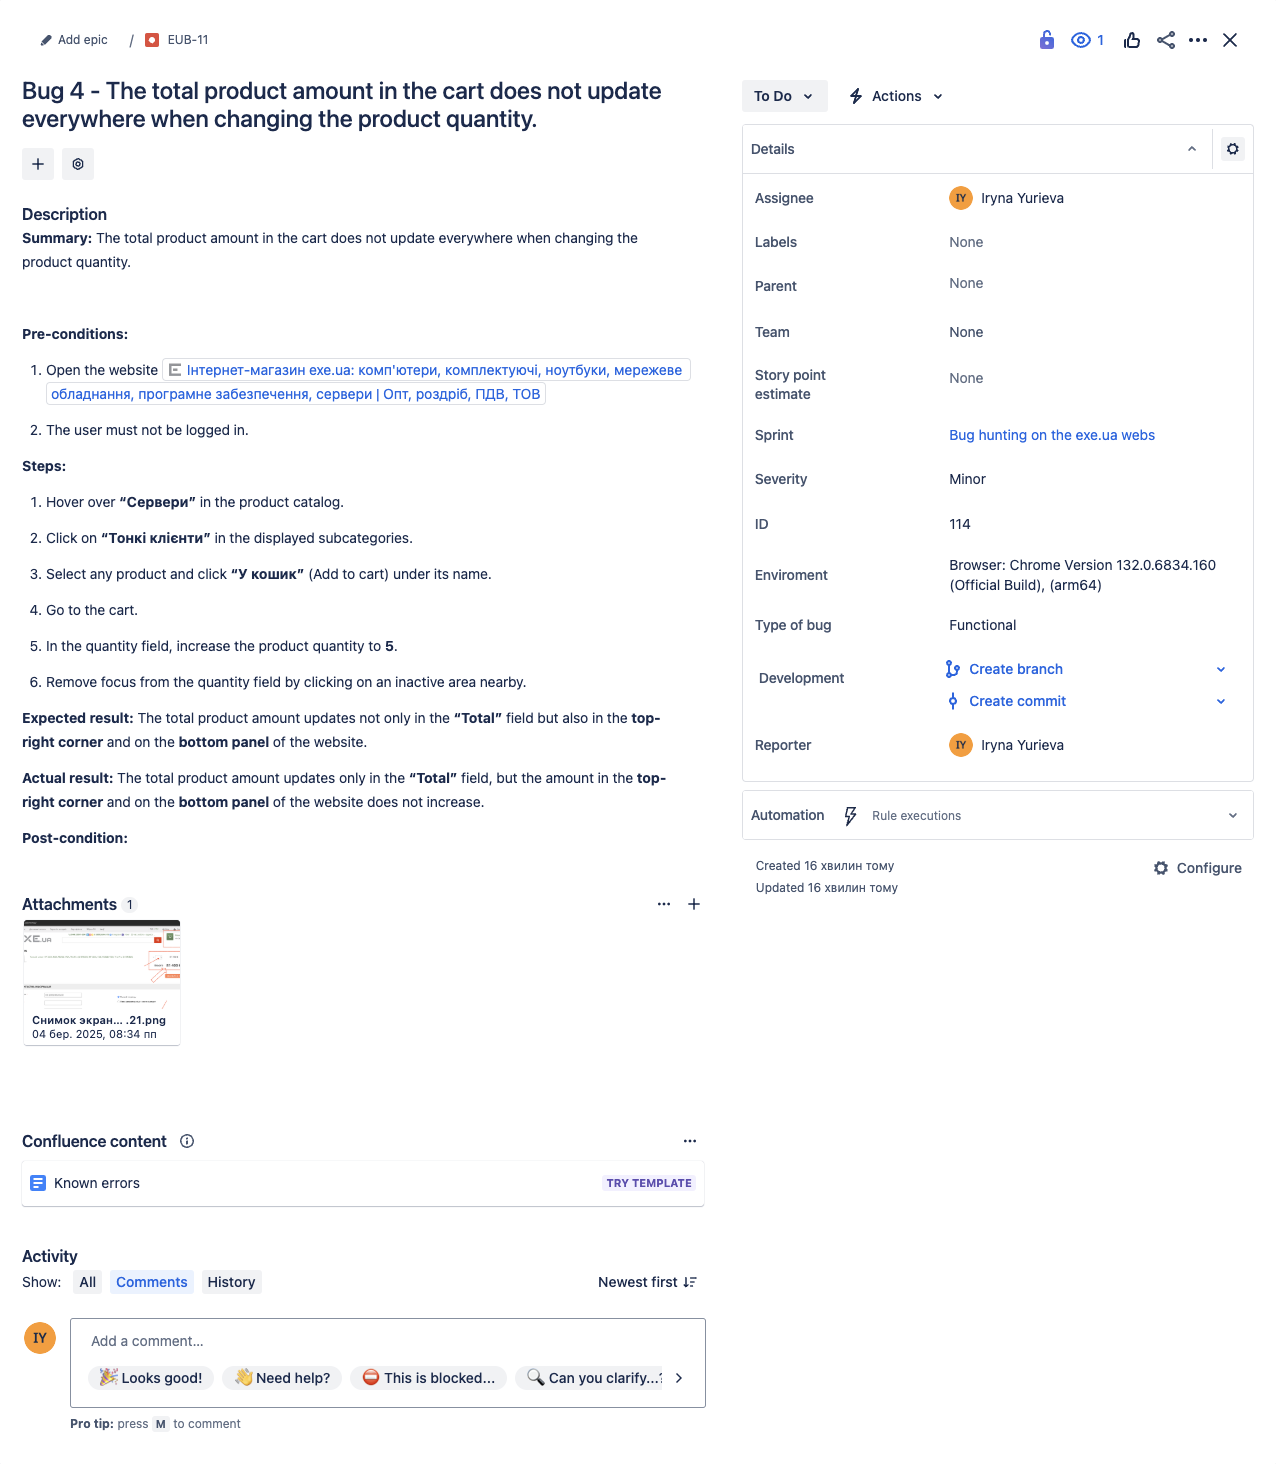 Add epic / EUB-11
1
Bug 4 - The total product amount in the cart does not update
everywhere when changing the product quantity.
Description
Summary: The total product amount in the cart does not update everywhere when changing the
product quantity.
Pre-conditions:
1. Open the website Інтернет-магазин exe.ua: комп'ютери, комплектуючі, ноутбуки, мережеве
обладнання, програмне забезпечення, сервери | Опт, роздріб, ПДВ, ТОВ
2. The user must not be logged in.
Steps:
1. Hover over “Сервери” in the product catalog.
2. Click on “Тонкі клієнти” in the displayed subcategories.
3. Select any product and click “У кошик” (Add to cart) under its name.
4. Go to the cart.
5. In the quantity field, increase the product quantity to 5.
6. Remove focus from the quantity field by clicking on an inactive area nearby.
Expected result: The total product amount updates not only in the “Total” field but also in the top-
right corner and on the bottom panel of the website.
Actual result: The total product amount updates only in the “Total” field, but the amount in the top-
right corner and on the bottom panel of the website does not increase.
Post-condition:
Attachments 1
XE.UA
Снимок экран... .21.png
04 бер. 2025, 08:34 пп
Confluence content
Known errors TRY TEMPLATE
Activity
Show: All Comments History Newest first
IY Add a comment...
Looks good! Need help? This is blocked... Can you clarify...?
Pro tip: press M to comment
To Do Actions
Details
Assignee IY Iryna Yurieva
Labels None
Parent None
Team None
Story point
estimate None
Sprint Bug hunting on the exe.ua webs
Severity Minor
ID 114
Enviroment Browser: Chrome Version 132.0.6834.160
(Official Build), (arm64)
Type of bug Functional
Development Create branch
Create commit
Reporter IY Iryna Yurieva
Automation Rule executions
Created 16 хвилин тому
Updated 16 хвилин тому
Configure